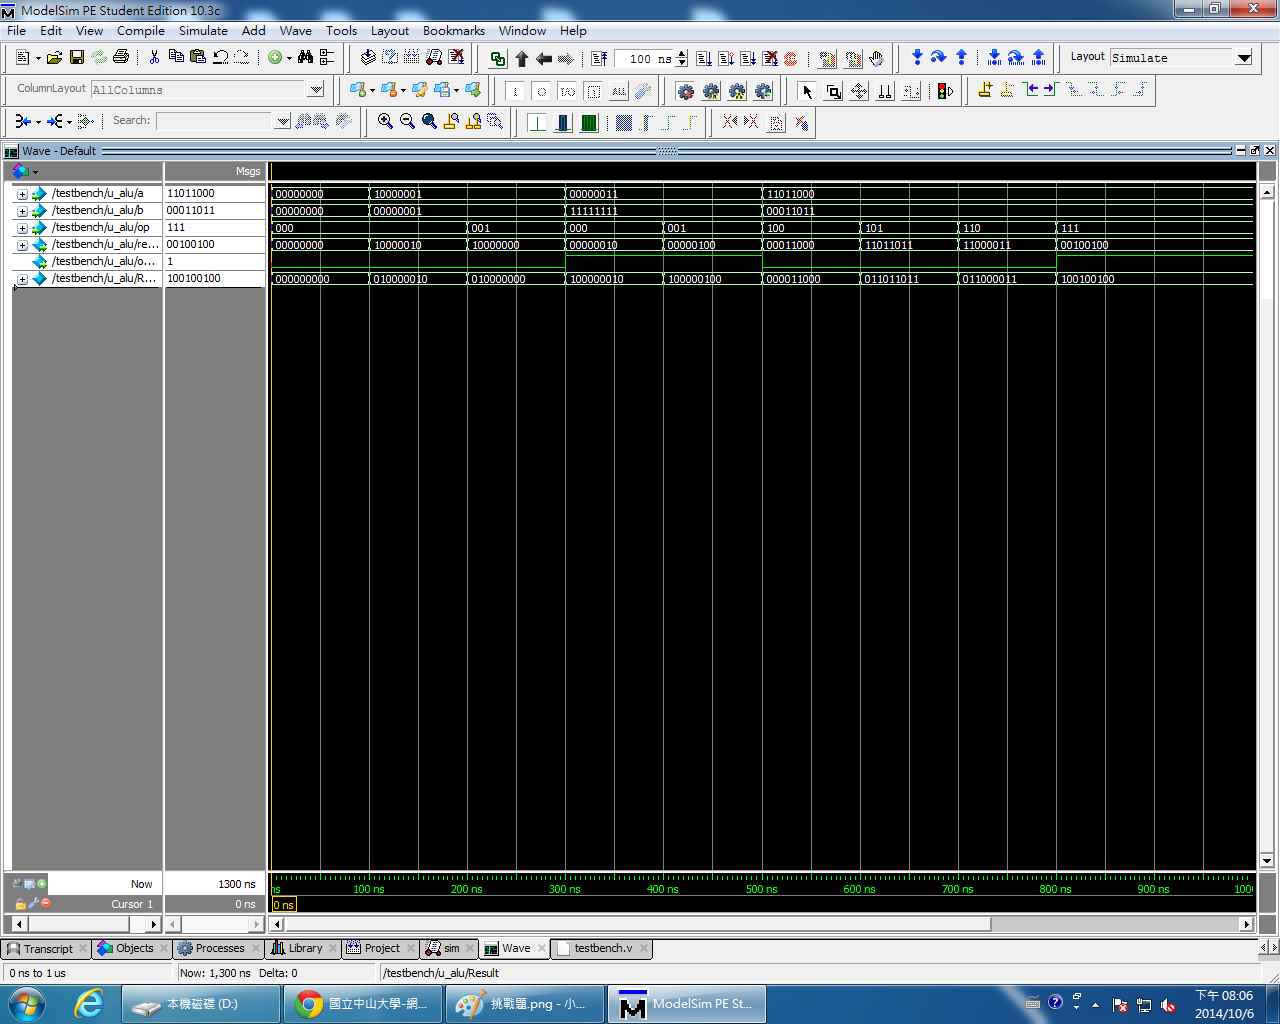 ModelSim PE Student Edition 10.3c
File Edit View Compile Simulate Add Wave Tools Layout Bookmarks Window Help
100 ns Layout Simulate
ColumnLayout AllColumns
Search:
Wave - Default
Msgs
/testbench/u_alu/a 11011000 00000000 10000001 00000011 11011000
/testbench/u_alu/b 00011011 00000000 00000001 11111111 00011011
/testbench/u_alu/op 111 000 001 000 001 100 101 110 111
/testbench/u_alu/re... 00100100 00000000 10000010 10000000 00000010 00000100 00011000 11011011 11000011 00100100
/testbench/u_alu/o... 1
/testbench/u_alu/R... 100100100 000000000 010000010 010000000 100000010 100000100 000011000 011011011 011000011 100100100
Now 1300 ns ns 100 ns 200 ns 300 ns 400 ns 500 ns 600 ns 700 ns 800 ns 900 ns 100
Cursor 1 0 ns 0 ns
Transcript Objects Processes Library Project sim Wave testbench.v
0 ns to 1 us Now: 1,300 ns Delta: 0 /testbench/u_alu/Result
本機磁碟 (D:) 國立中山大學-網... 挑戰題.png - 小... ModelSim PE St...
下午 08:06
2014/10/6